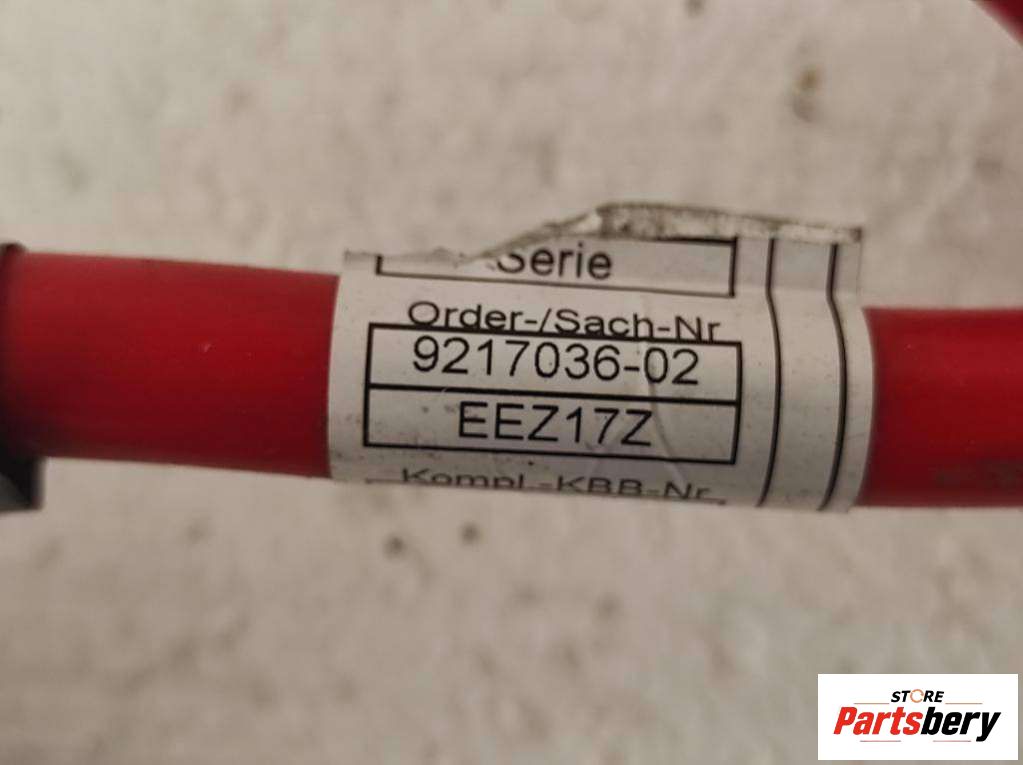 Serie
Order-/Sach-Nr
9217036-02
EEZ17Z
Kompl.-KBB-Nr.
STORE
Partsbery